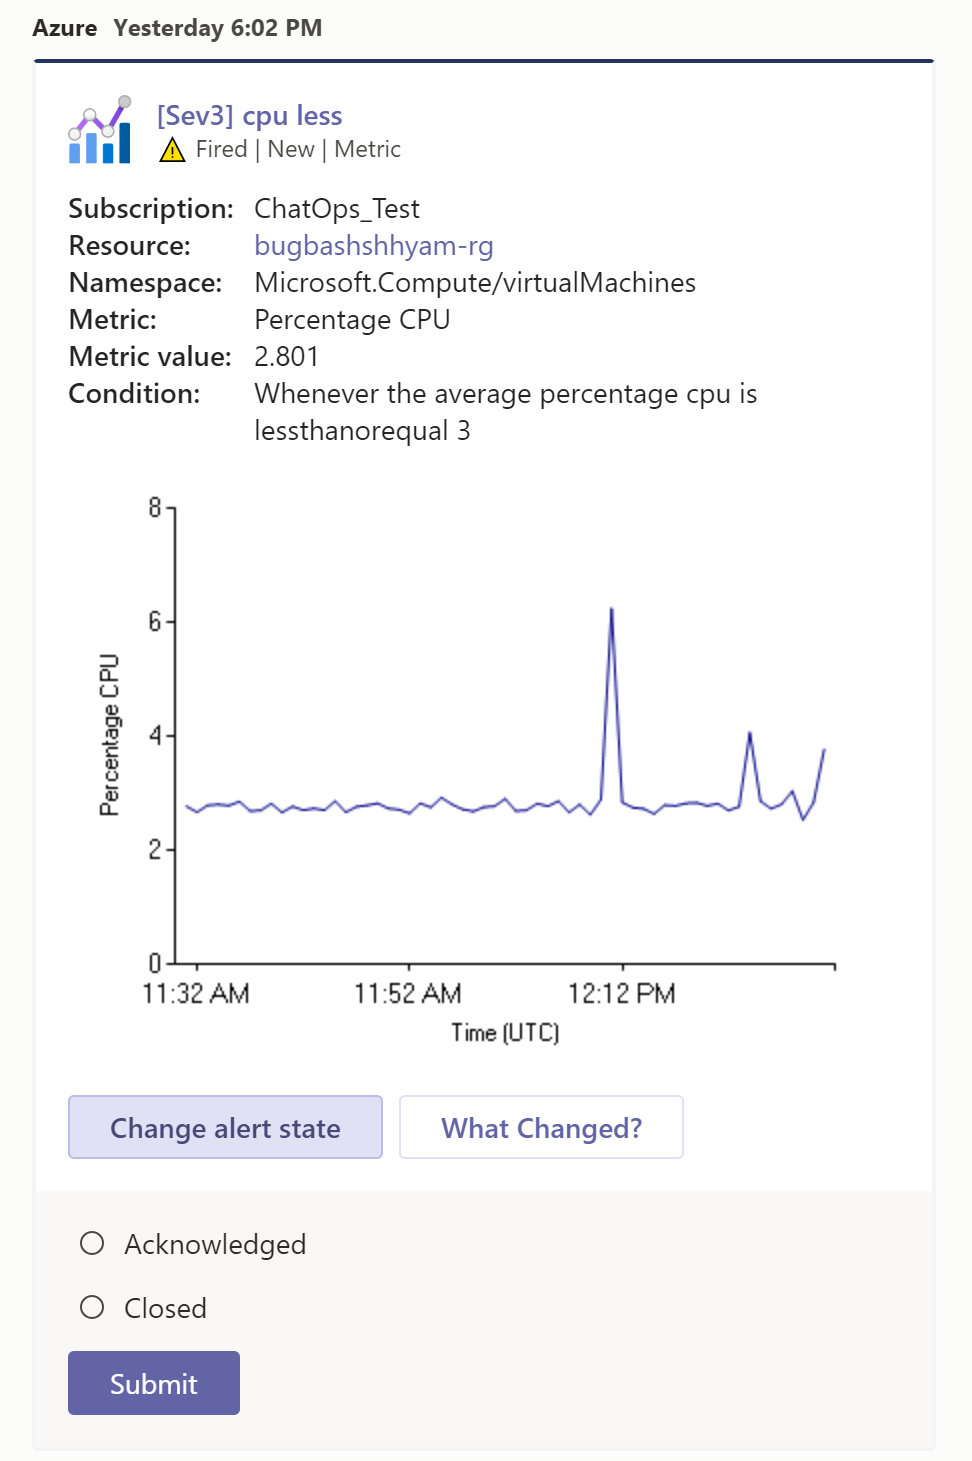 Azure Yesterday 6:02 PM
[Sev3] cpu less
Fired | New | Metric
Subscription: ChatOps_Test
Resource: bugbashshhyam-rg
Namespace: Microsoft.Compute/virtualMachines
Metric: Percentage CPU
Metric value: 2.801
Condition: Whenever the average percentage cpu is
lessthanorequal 3
8
6
4
2
0
Percentage CPU
11:32 AM 11:52 AM 12:12 PM
Time (UTC)
Change alert state What Changed?
Acknowledged
Closed
Submit